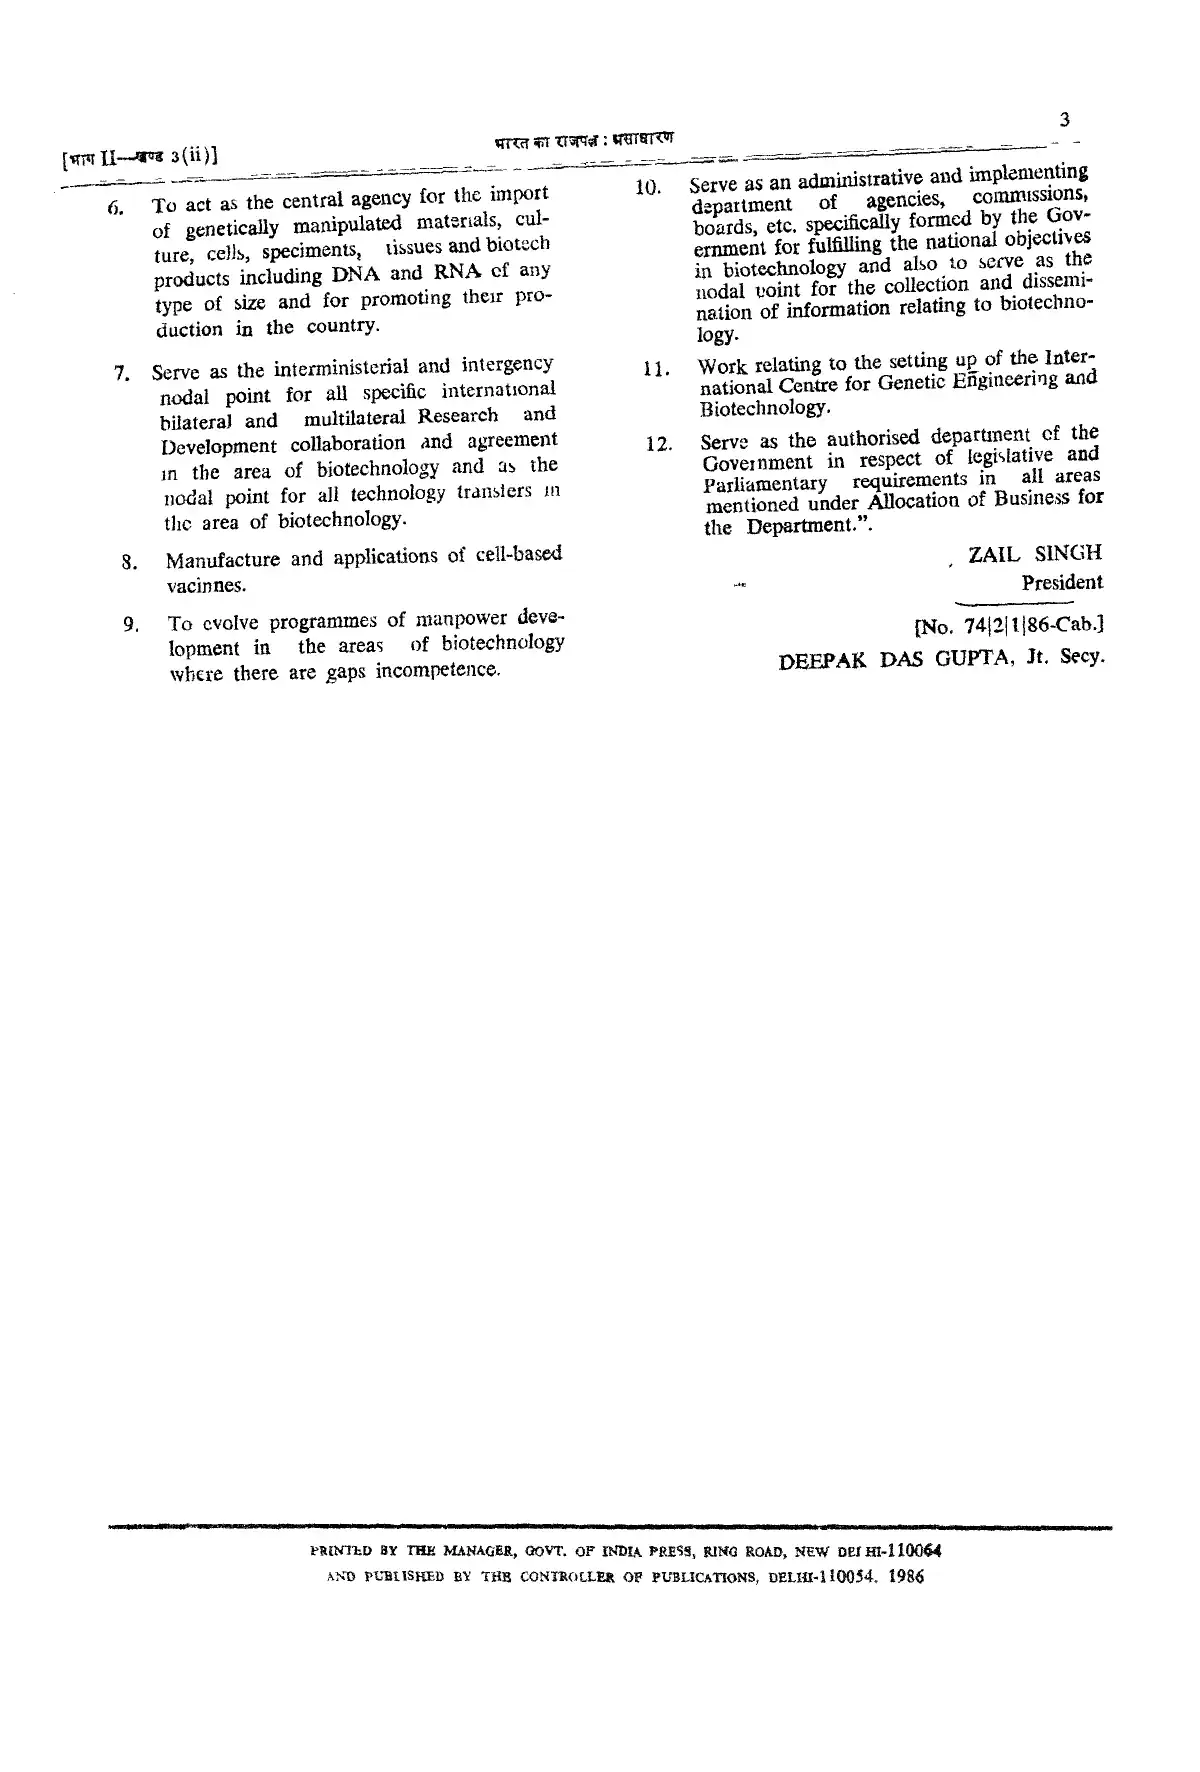 3
[भाग II—खण्ड 3(ii)]
भारत का राजपत्र : असाधारण
6. To act as the central agency for the import
of genetically manipulated materials, cul-
ture, cells, speciments, tissues and biotech
products including DNA and RNA of any
type of size and for promoting their pro-
duction in the country.
7. Serve as the interministerial and intergency
nodal point for all specific international
bilateral and multilateral Research and
Development collaboration and agreement
in the area of biotechnology and as the
nodal point for all technology transfers in
the area of biotechnology.
8. Manufacture and applications of cell-based
vacinnes.
9. To evolve programmes of manpower deve-
lopment in the areas of biotechnology
where there are gaps incompetence.
10. Serve as an administrative and implementing
department of agencies, commissions,
boards, etc. specifically formed by the Gov-
ernment for fulfilling the national objectives
in biotechnology and also to serve as the
nodal point for the collection and dissemi-
nation of information relating to biotechno-
logy.
11. Work relating to the setting up of the Inter-
national Centre for Genetic Engineering and
Biotechnology.
12. Serve as the authorised department of the
Government in respect of legislative and
Parliamentary requirements in all areas
mentioned under Allocation of Business for
the Department.”.
ZAIL SINGH
President
[No. 74|2|1|86-Cab.]
DEEPAK DAS GUPTA, Jt. Secy.
PRINTED BY THE MANAGER, GOVT. OF INDIA PRESS, RING ROAD, NEW DELHI-110064
AND PUBLISHED BY THE CONTROLLER OF PUBLICATIONS, DELHI-110054. 1986